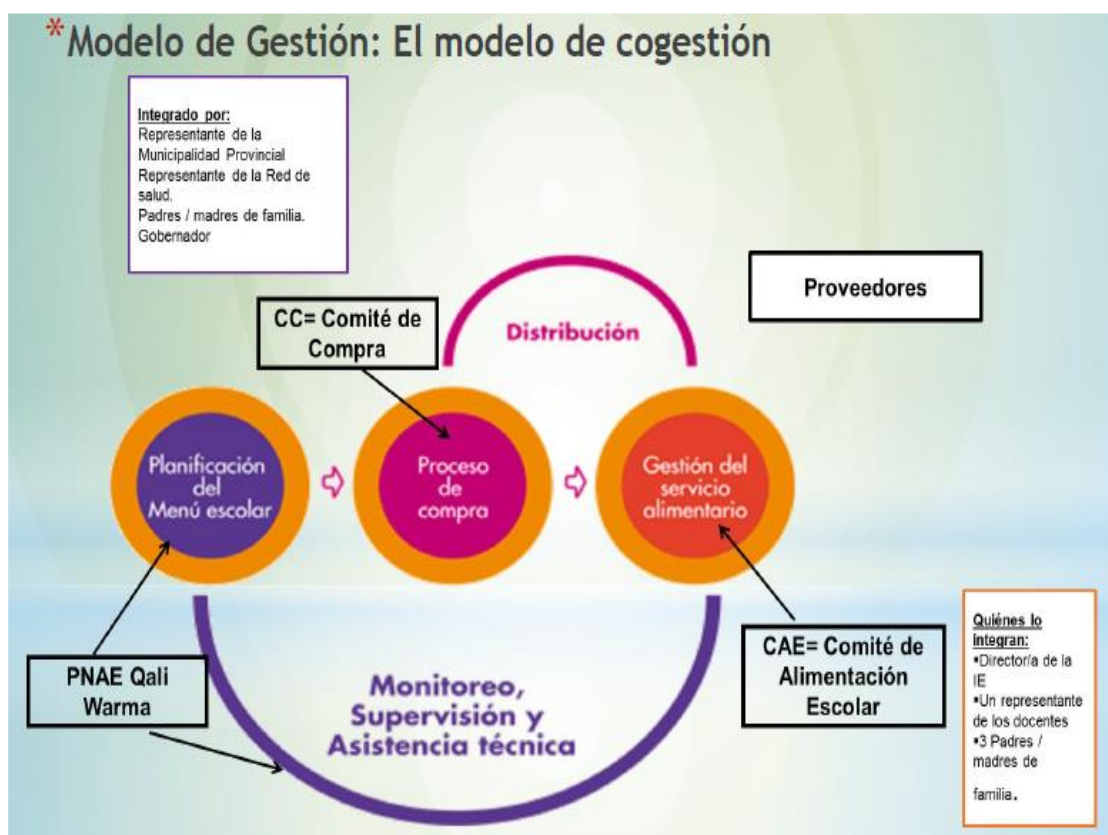 *Modelo de Gestión: El modelo de cogestión
Integrado por:
Representante de la
Municipalidad Provincial
Representante de la Red de
salud.
Padres / madres de familia.
Gobernador
CC= Comité de
Compra
Distribución
Proveedores
Planificación
del
Menú escolar
Proceso
de
compra
Gestión del
servicio
alimentario
PNAE Qali
Warma
Monitoreo,
Supervisión y
Asistencia técnica
CAE= Comité de
Alimentación
Escolar
Quiénes lo
integran:
▪Director/a de la
IE
▪Un representante
de los docentes
▪3 Padres /
madres de
familia.